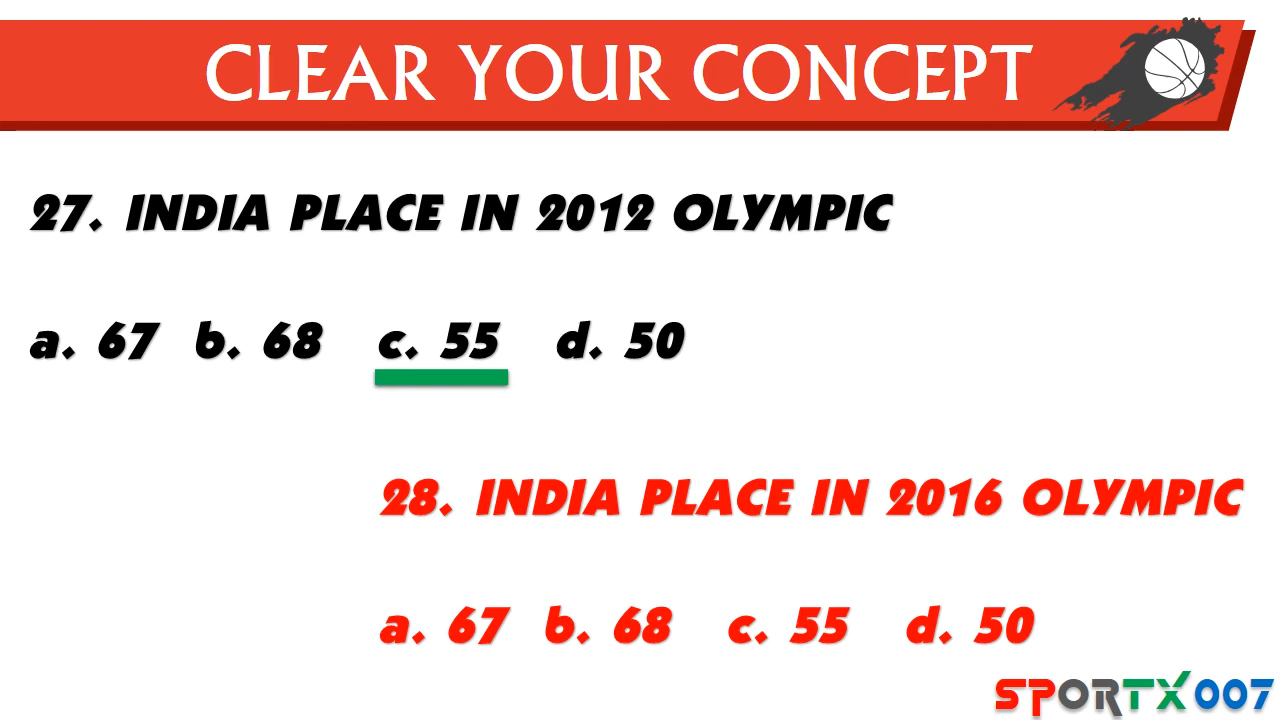 CLEAR YOUR CONCEPT
27. INDIA PLACE IN 2012 OLYMPIC
a. 67 b. 68 c. 55 d. 50
28. INDIA PLACE IN 2016 OLYMPIC
a. 67 b. 68 c. 55 d. 50
SPORTX007